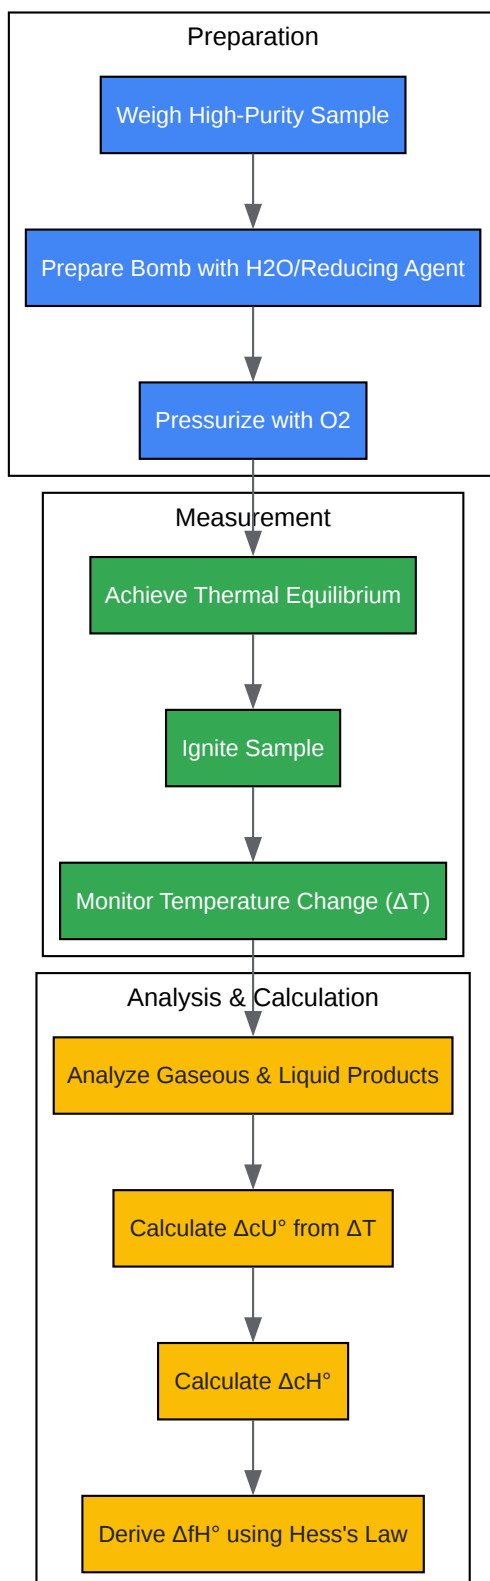 Preparation
Weigh High-Purity Sample
Prepare Bomb with H2O/Reducing Agent
Pressurize with O2
Measurement
Achieve Thermal Equilibrium
Ignite Sample
Monitor Temperature Change (ΔT)
Analysis & Calculation
Analyze Gaseous & Liquid Products
Calculate ΔcU° from ΔT
Calculate ΔcH°
Derive ΔfH° using Hess's Law